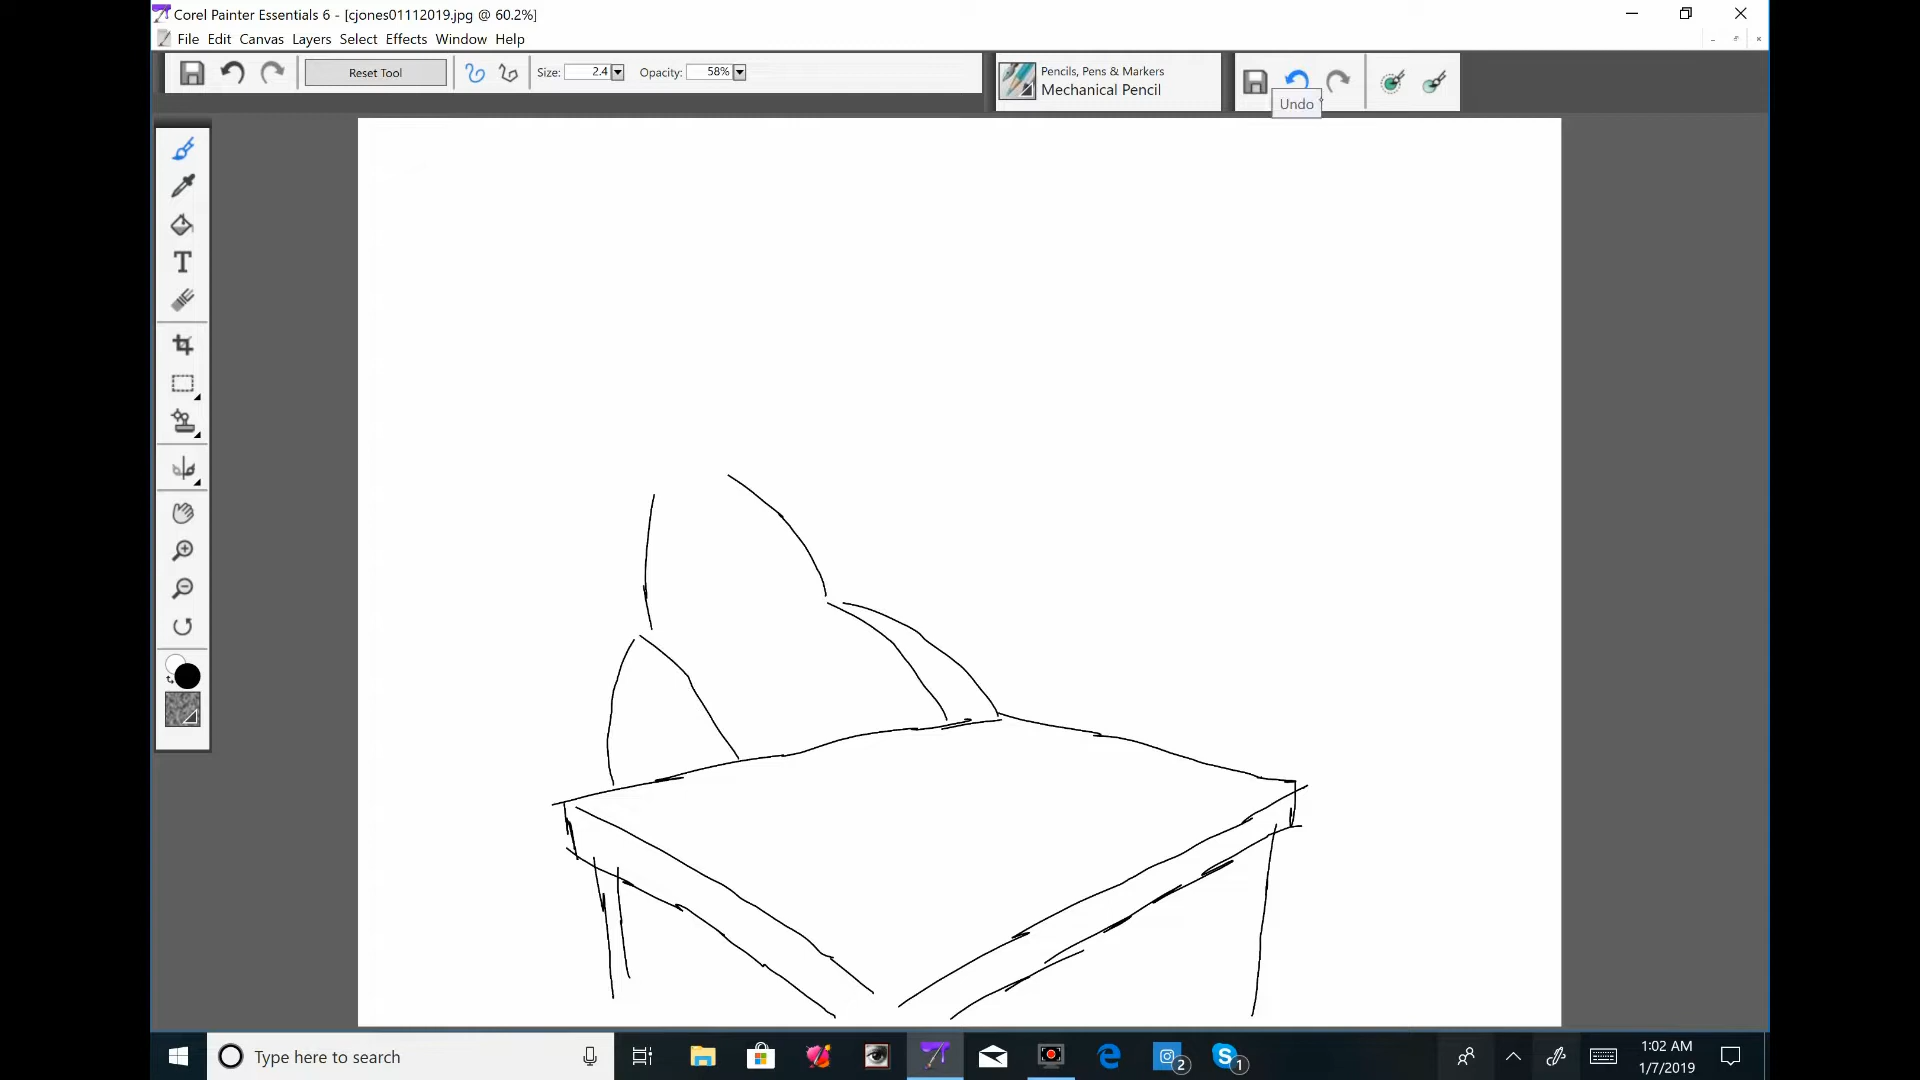 Corel Painter Essentials 6 - [cjones01112019.jpg @ 60.2%]
File Edit Canvas Layers Select Effects Window Help
Reset Tool Size: 2.4 Opacity: 58%
Pencils, Pens & Markers
Mechanical Pencil
Undo
T
Type here to search
2
1
1:02 AM
1/7/2019